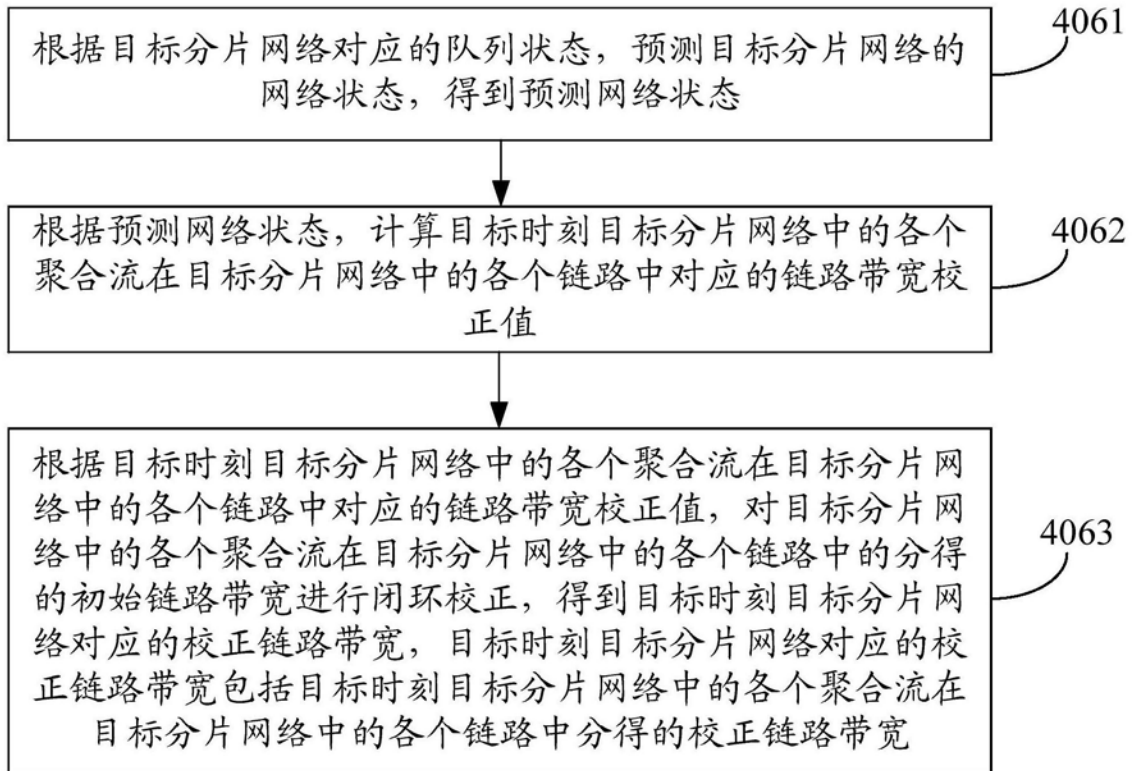 根据目标分片网络对应的队列状态，预测目标分片网络的
网络状态，得到预测网络状态
4061
根据预测网络状态，计算目标时刻目标分片网络中的各个
聚合流在目标分片网络中的各个链路中对应的链路带宽校
正值
4062
根据目标时刻目标分片网络中的各个聚合流在目标分片网
络中的各个链路中对应的链路带宽校正值，对目标分片网
络中的各个聚合流在目标分片网络中的各个链路中的分得
的初始链路带宽进行闭环校正，得到目标时刻目标分片网
络对应的校正链路带宽，目标时刻目标分片网络对应的校
正链路带宽包括目标时刻目标分片网络中的各个聚合流在
目标分片网络中的各个链路中分得的校正链路带宽
4063